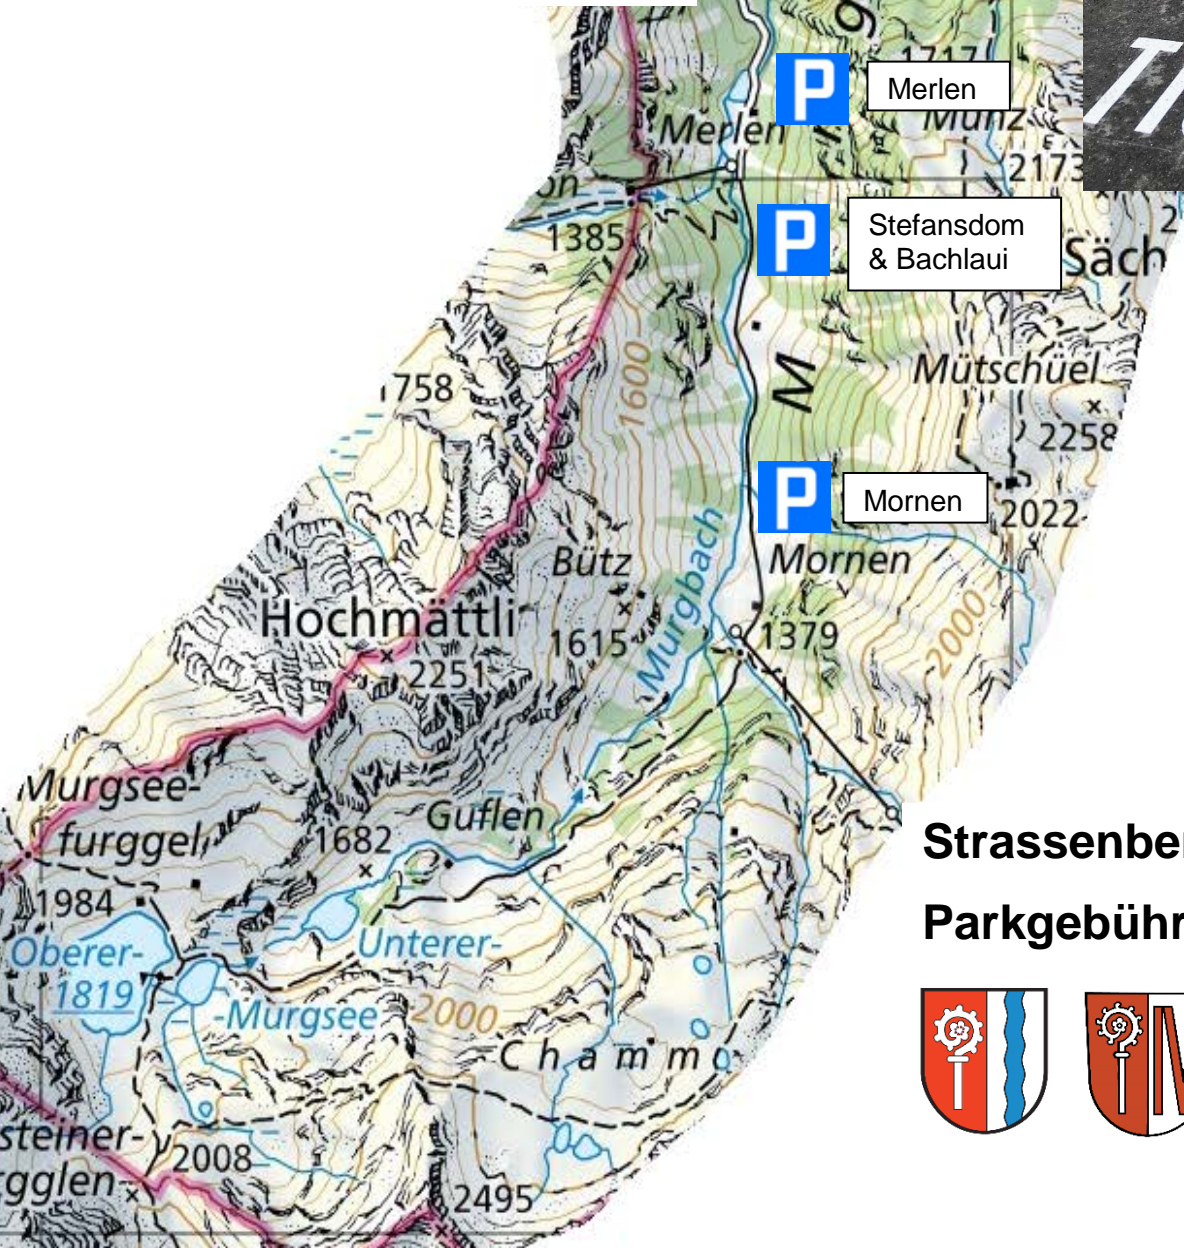 g
1717
Merlen
Merlen
Münz
2173
1385
Stefansdom
& Bachlaui
Säch
1600
M
1758
Mütschüel
2258
Mornen
2022
Bütz
Murgbach
Mornen
Hochmättli
2251
1615
1379
2000
Murgsee-
furggel
1682
Guflen
1984
Oberer-
1819
Unterer-
-Murgsee
2000
Chamm
steiner-
gglen
2008
2495
Strassenbe
Parkgebühr